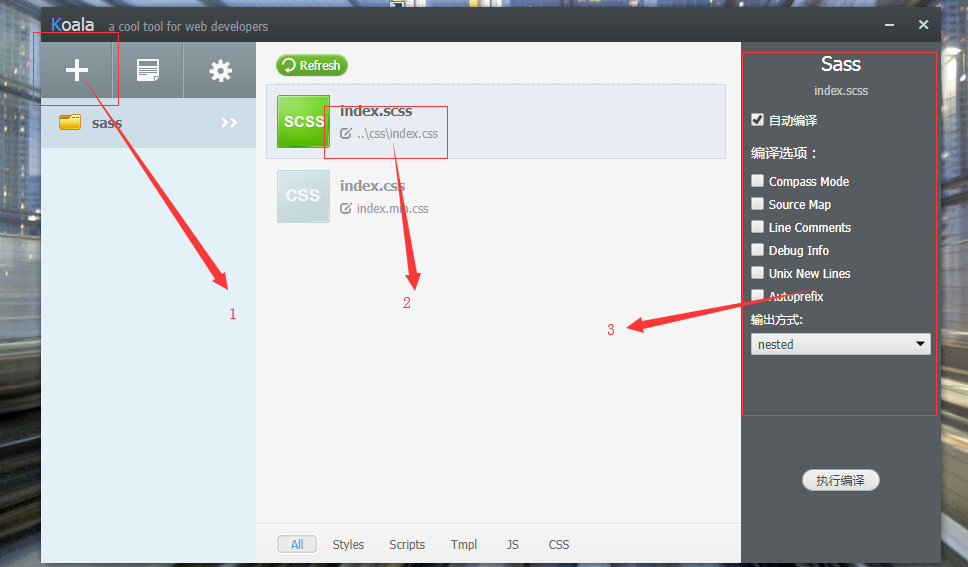 Koala a cool tool for web developers
Refresh
sass
SCSS
index.scss
..\css\index.css
CSS
index.css
index.min.css
1
2
3
Sass
index.scss
自动编译
编译选项：
Compass Mode
Source Map
Line Comments
Debug Info
Unix New Lines
Autoprefix
输出方式:
nested
执行编译
All Styles Scripts Tmpl JS CSS